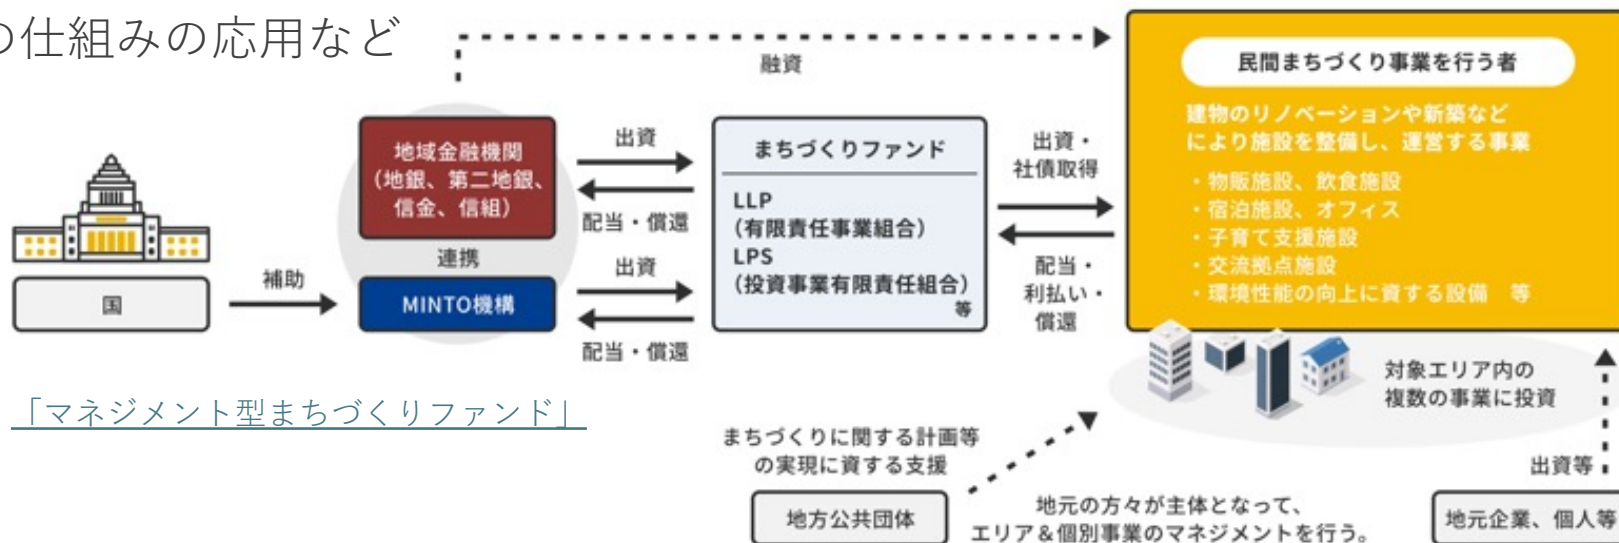 の仕組みの応用など
融資
民間まちづくり事業を行う者
建物のリノベーションや新築など
により施設を整備し、運営する事業
・物販施設、飲食施設
・宿泊施設、オフィス
・子育て支援施設
・交流拠点施設
・環境性能の向上に資する設備　等
地域金融機関
(地銀、第二地銀、
信金、信組)
連携
MINTO機構
国
補助
出資
配当・償還
出資
配当・償還
まちづくりファンド
LLP
(有限責任事業組合)
LPS
(投資事業有限責任組合)
等
出資・
社債取得
配当・
利払い・
償還
対象エリア内の
複数の事業に投資
「マネジメント型まちづくりファンド」
まちづくりに関する計画等
の実現に資する支援
地方公共団体
地元の方々が主体となって、
エリア＆個別事業のマネジメントを行う。
出資等
地元企業、個人等